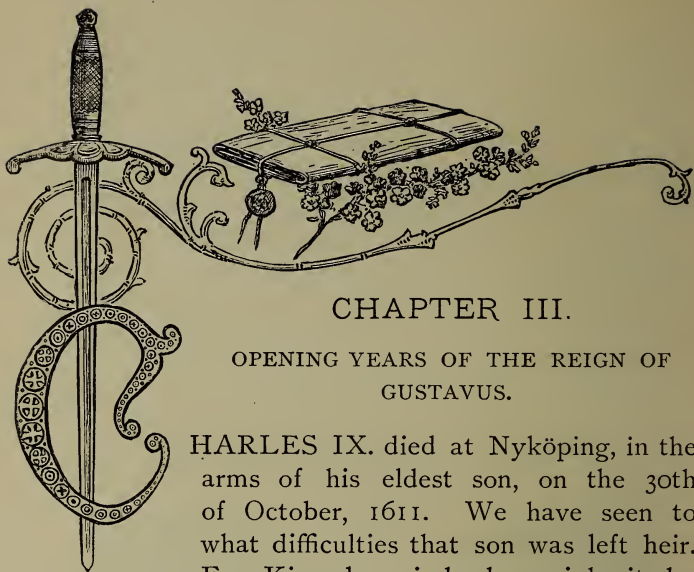 CHAPTER III.
OPENING YEARS OF THE REIGN OF
GUSTAVUS.
CHARLES IX. died at Nyköping, in the
arms of his eldest son, on the 30th
of October, 1611. We have seen to
what difficulties that son was left heir.